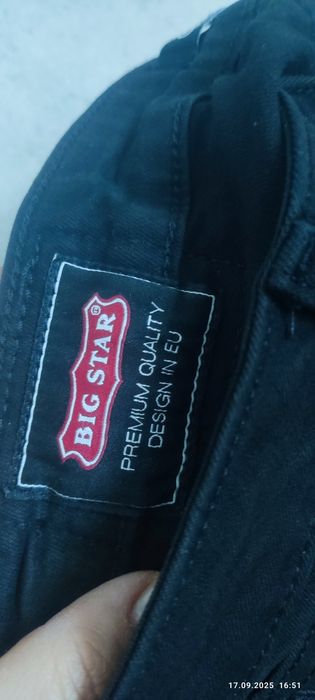 BIG STAR®
PREMIUM QUALITY
DESIGN IN EU
17.09.2025 16:51